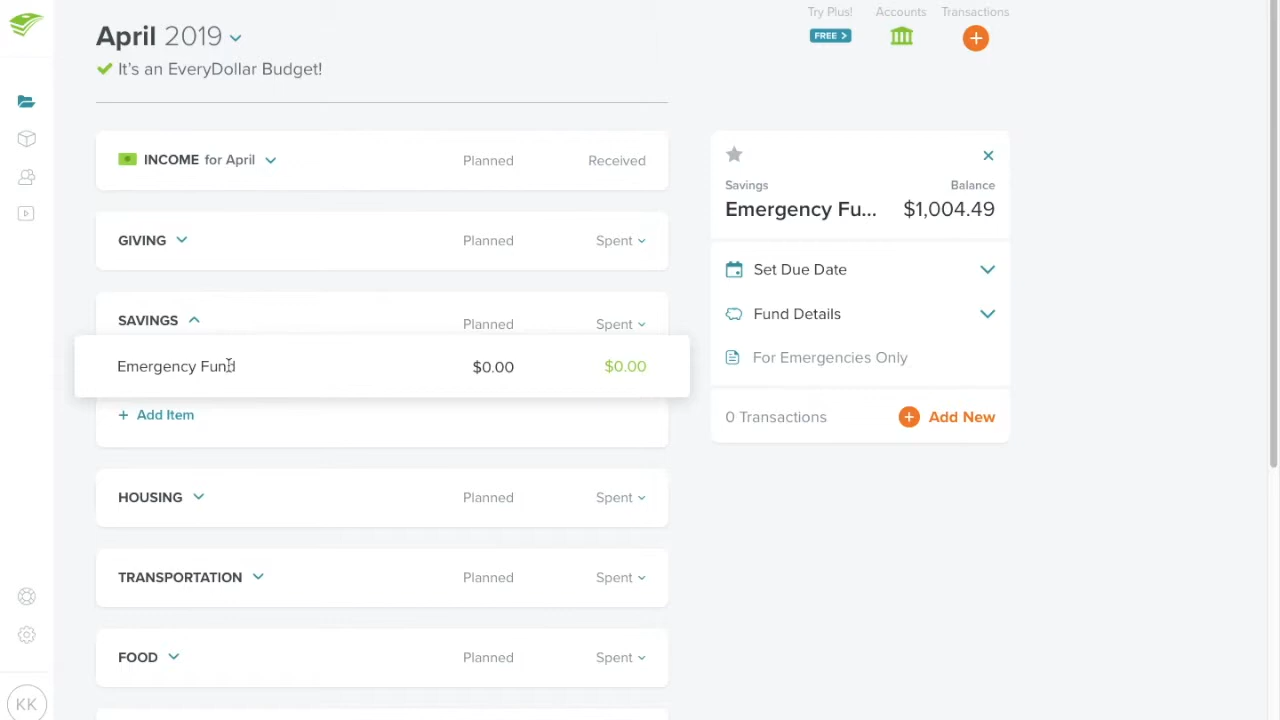 Try Plus! Accounts Transactions
FREE >
April 2019
It's an EveryDollar Budget!
INCOME for April Planned Received
GIVING Planned Spent
SAVINGS Planned Spent
Emergency Fund $0.00 $0.00
+ Add Item
HOUSING Planned Spent
TRANSPORTATION Planned Spent
FOOD Planned Spent
Savings Balance
Emergency Fu... $1,004.49
Set Due Date
Fund Details
For Emergencies Only
0 Transactions Add New
KK